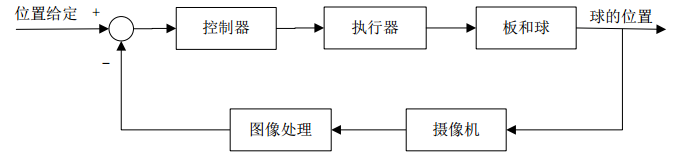 位置给定 +
控制器
执行器
板和球
球的位置
−
图像处理
摄像机